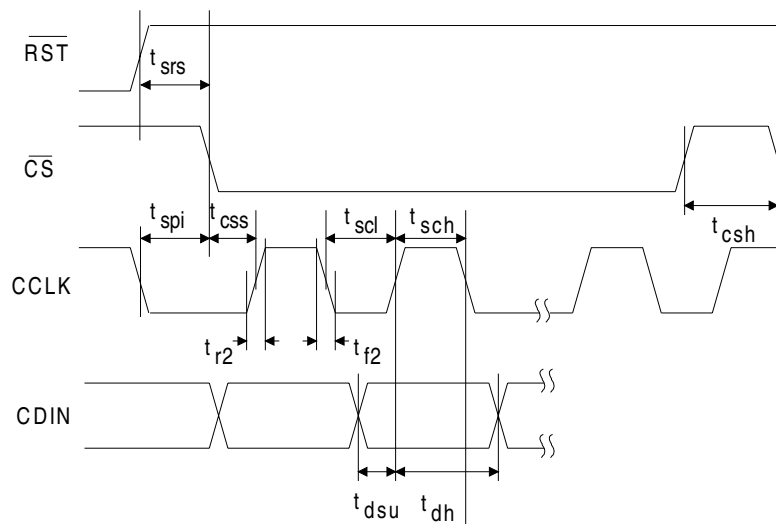 RST
t srs
CS
t spi
t css
t scl
t sch
t csh
CCLK
t r2
t f2
CDIN
t dsu
t dh